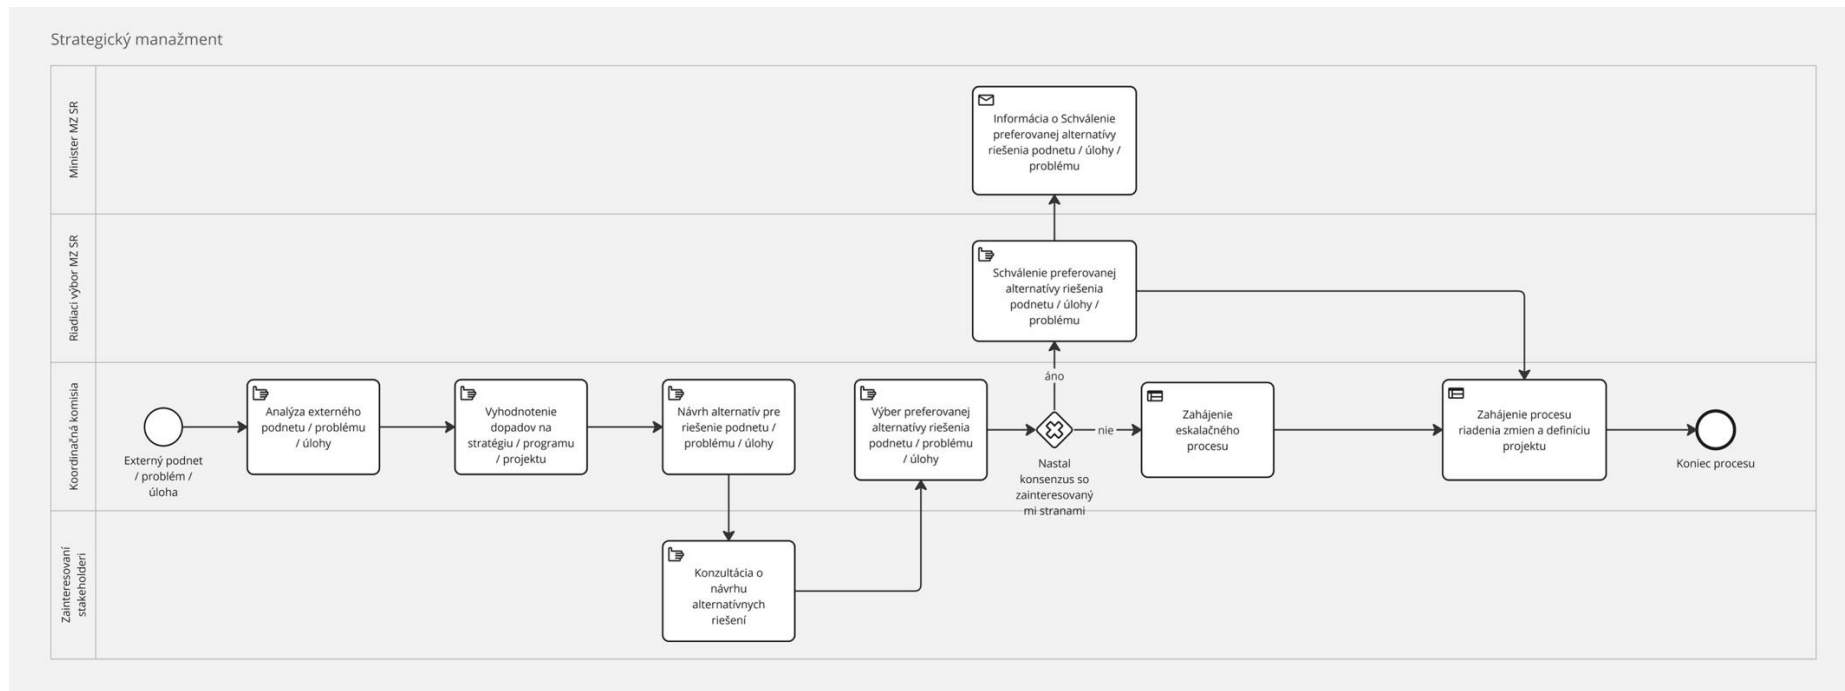 Strategický manažment
Minister MZ SR
Informácia o Schválenie
preferovanej alternatívy
riešenia podnetu / úlohy /
problému
Riadiaci výbor MZ SR
Schválenie preferovanej
alternatívy riešenia
podnetu / úlohy /
problému
Koordinačná komisia
Externý podnet
/ problém /
úloha
Analýza externého
podnetu / problému
/ úlohy
Vyhodnotenie
dopadov na
stratégiu / programu
/ projektu
Návrh alternatív pre
riešenie podnetu /
problému / úlohy
Výber preferovanej
alternatívy riešenia
podnetu / problému
/ úlohy
áno
nie
Nastal
konsenzus so
zainteresovaný
mi stranami
Zahájenie
eskalačného
procesu
Zahájenie procesu
riadenia zmien a definíciu
projektu
Koniec procesu
Zainteresovaní
stakeholderi
Konzultácia o
návrhu
alternatívnych
riešení